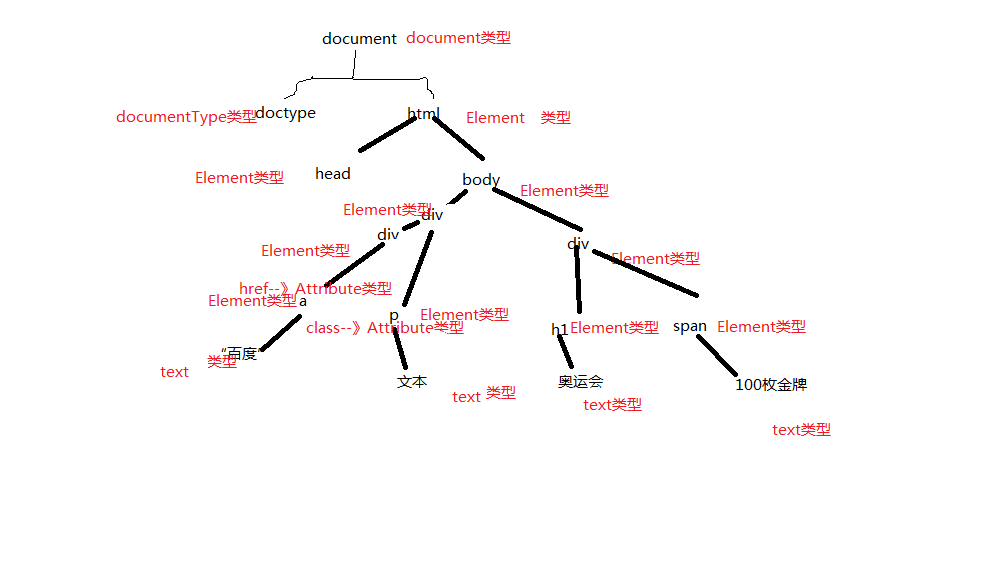 document document类型
documentType类型 doctype html Element 类型
Element类型 head body Element类型
Element类型 div
div
Element类型 div Element类型
href--》Attribute类型
Element类型 a
p Element类型
class--》Attribute类型 h1 Element类型 span Element类型
“百度” 类型
text
文本 奥运会 100枚金牌
text 类型 text类型
text类型